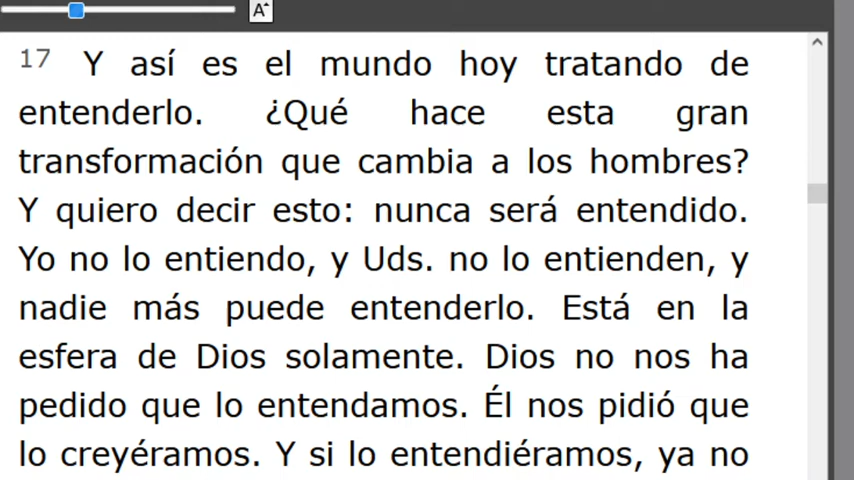 A
17 Y así es el mundo hoy tratando de
entenderlo. ¿Qué hace esta gran
transformación que cambia a los hombres?
Y quiero decir esto: nunca será entendido.
Yo no lo entiendo, y Uds. no lo entienden, y
nadie más puede entenderlo. Está en la
esfera de Dios solamente. Dios no nos ha
pedido que lo entendamos. Él nos pidió que
lo creyéramos. Y si lo entendiéramos, ya no